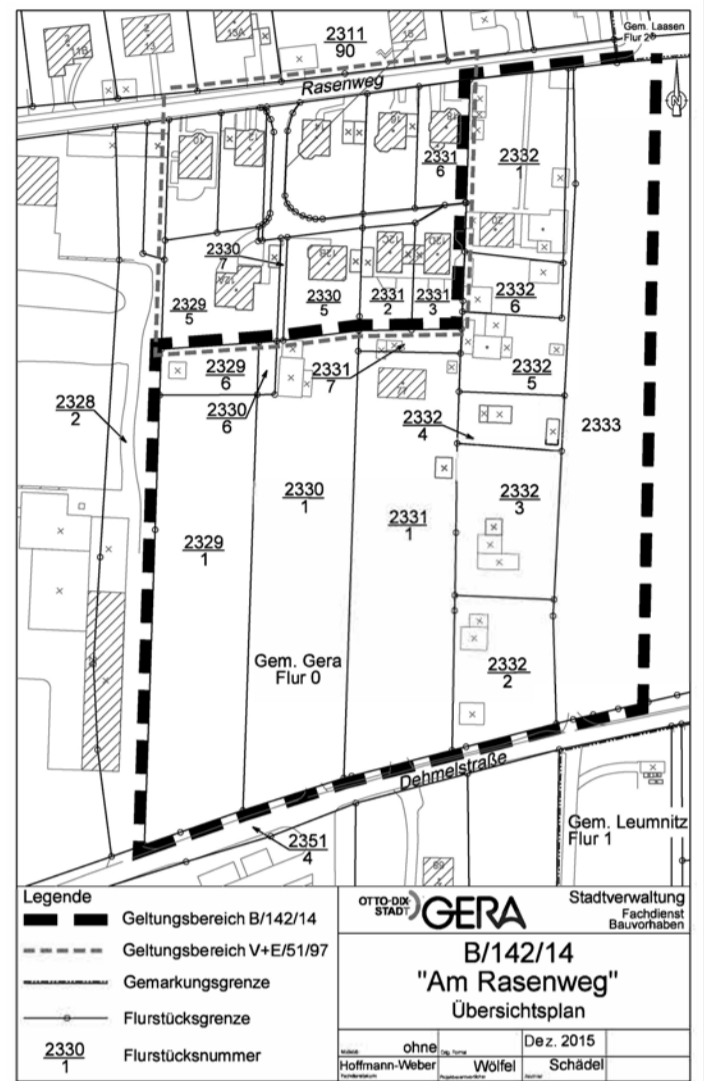 2311
90
Gem. Laasen
Flur 2
13A
13
Rasenweg
2331
6
2332
1
2330
7
12A
2329
5
2330
5
2331
2
2331
3
2332
6
2329
6
2330
6
2331
7
2332
5
2328
2
2332
4
2333
2329
1
2330
1
2331
1
2332
3
Gem. Gera
Flur 0
2332
2
Dehmelstraße
2351
4
Gem. Leumnitz
Flur 1
Legende
Geltungsbereich B/142/14
Geltungsbereich V+E/51/97
Gemarkungsgrenze
Flurstücksgrenze
2330
1
Flurstücksnummer
OTTO-DIX-
STADT
GERA
Stadtverwaltung
Fachdienst
Bauvorhaben
B/142/14
"Am Rasenweg"
Übersichtsplan
ohne
Dez. 2015
Hoffmann-Weber
Wölfel
Schädel